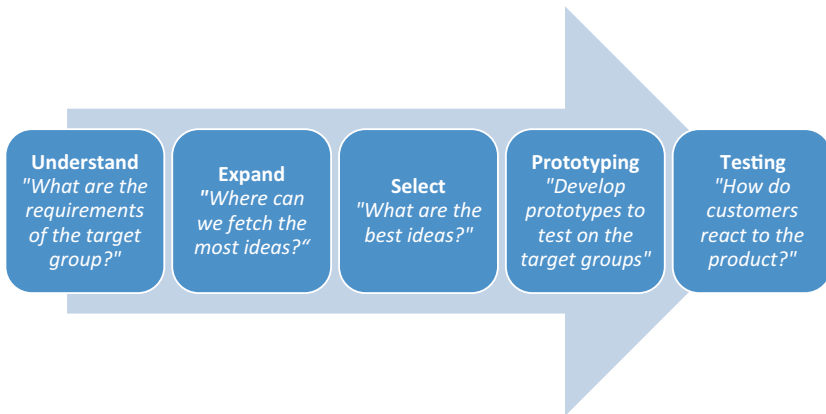 Understand
"What are the
requirements
of the target
group?"
Expand
"Where can
we fetch the
most ideas?“
Select
"What are the
best ideas?"
Prototyping
"Develop
prototypes to
test on the
target groups"
Testing
"How do
customers
react to the
product?"